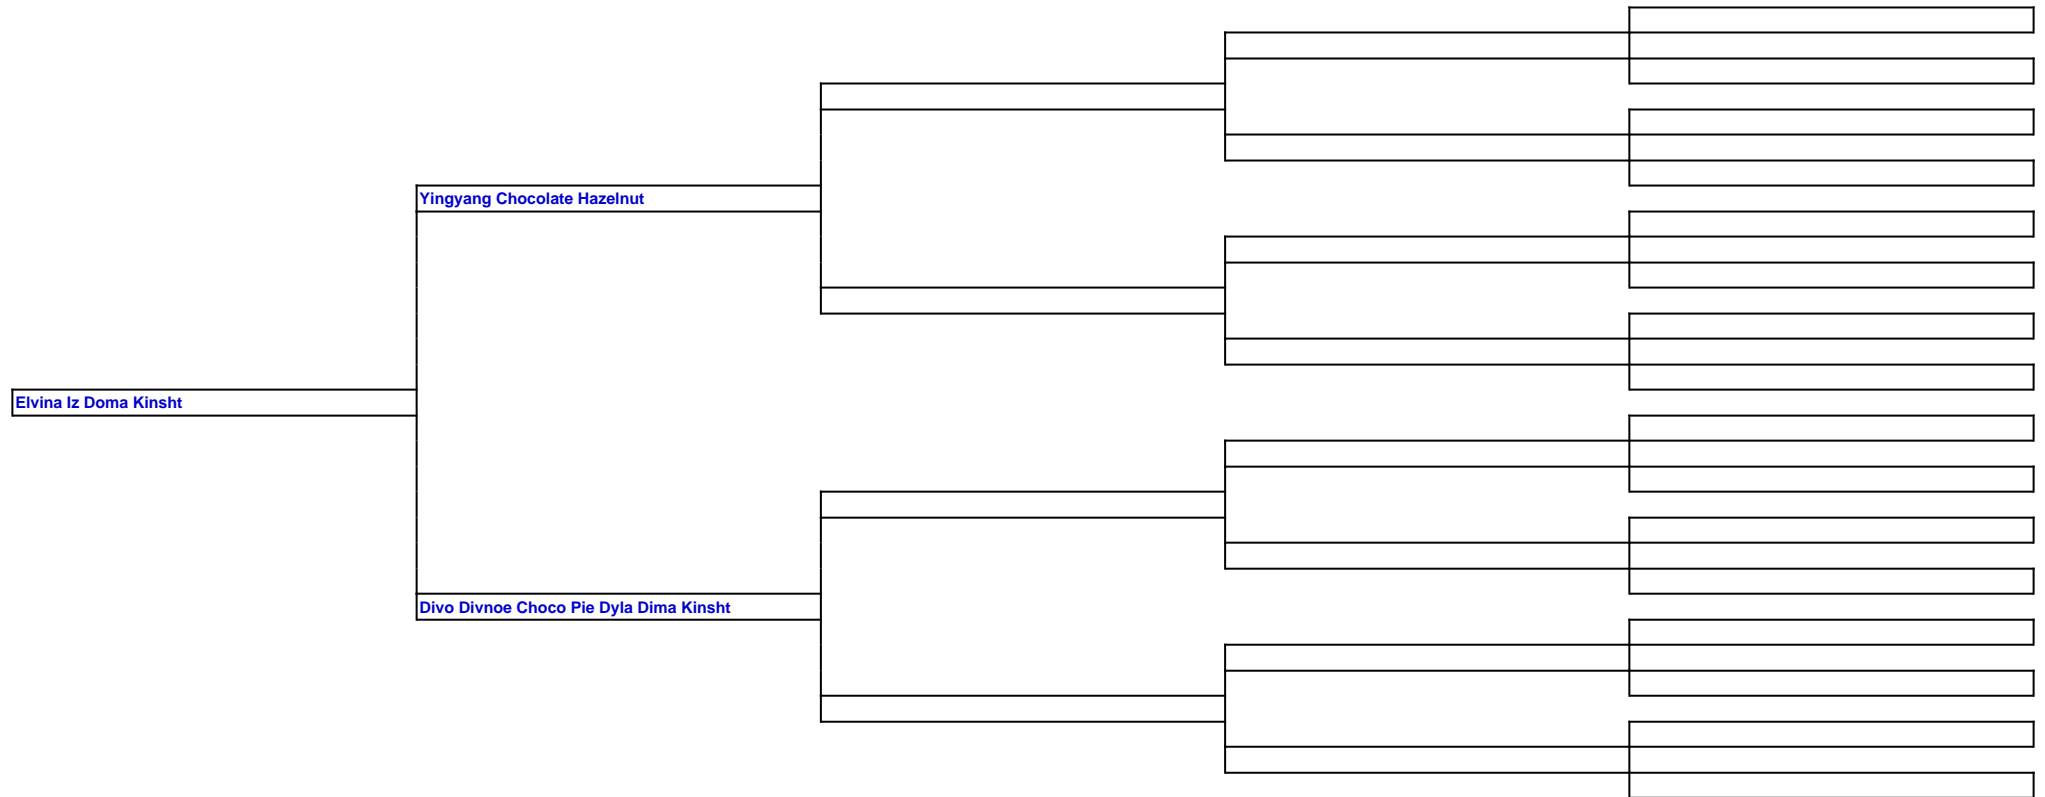 Yingyang Chocolate Hazelnut
Elvina Iz Doma Kinsht
Divo Divnoe Choco Pie Dyla Dima Kinsht